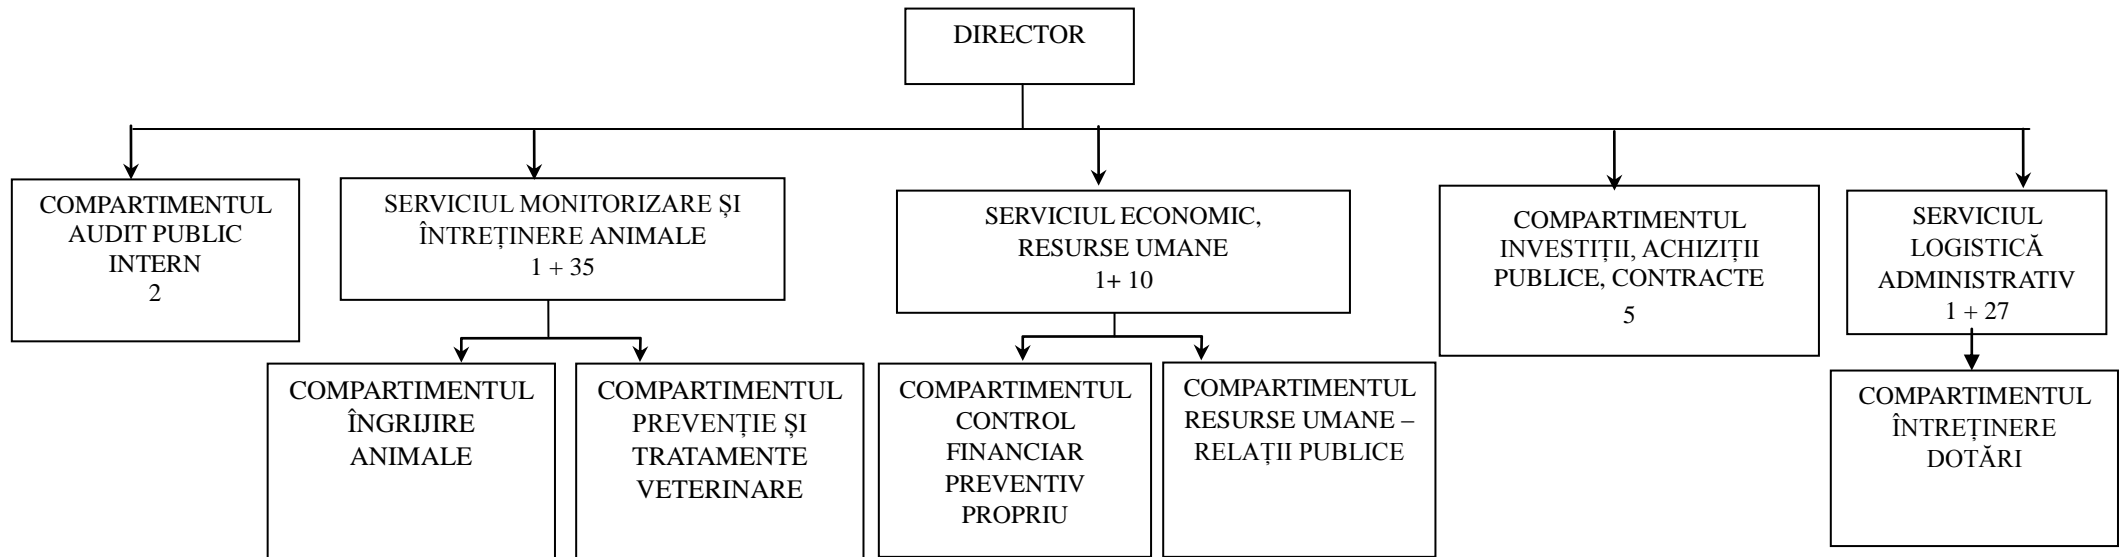 DIRECTOR
COMPARTIMENTUL
AUDIT PUBLIC
INTERN
2
SERVICIUL MONITORIZARE ȘI
ÎNTREȚINERE ANIMALE
1 + 35
SERVICIUL ECONOMIC,
RESURSE UMANE
1+ 10
COMPARTIMENTUL
INVESTIȚII, ACHIZIȚII
PUBLICE, CONTRACTE
5
SERVICIUL
LOGISTICĂ
ADMINISTRATIV
1 + 27
COMPARTIMENTUL
ÎNGRIJIRE
ANIMALE
COMPARTIMENTUL
PREVENȚIE ȘI
TRATAMENTE
VETERINARE
COMPARTIMENTUL
CONTROL
FINANCIAR
PREVENTIV
PROPRIU
COMPARTIMENTUL
RESURSE UMANE –
RELAȚII PUBLICE
COMPARTIMENTUL
ÎNTREȚINERE
DOTĂRI